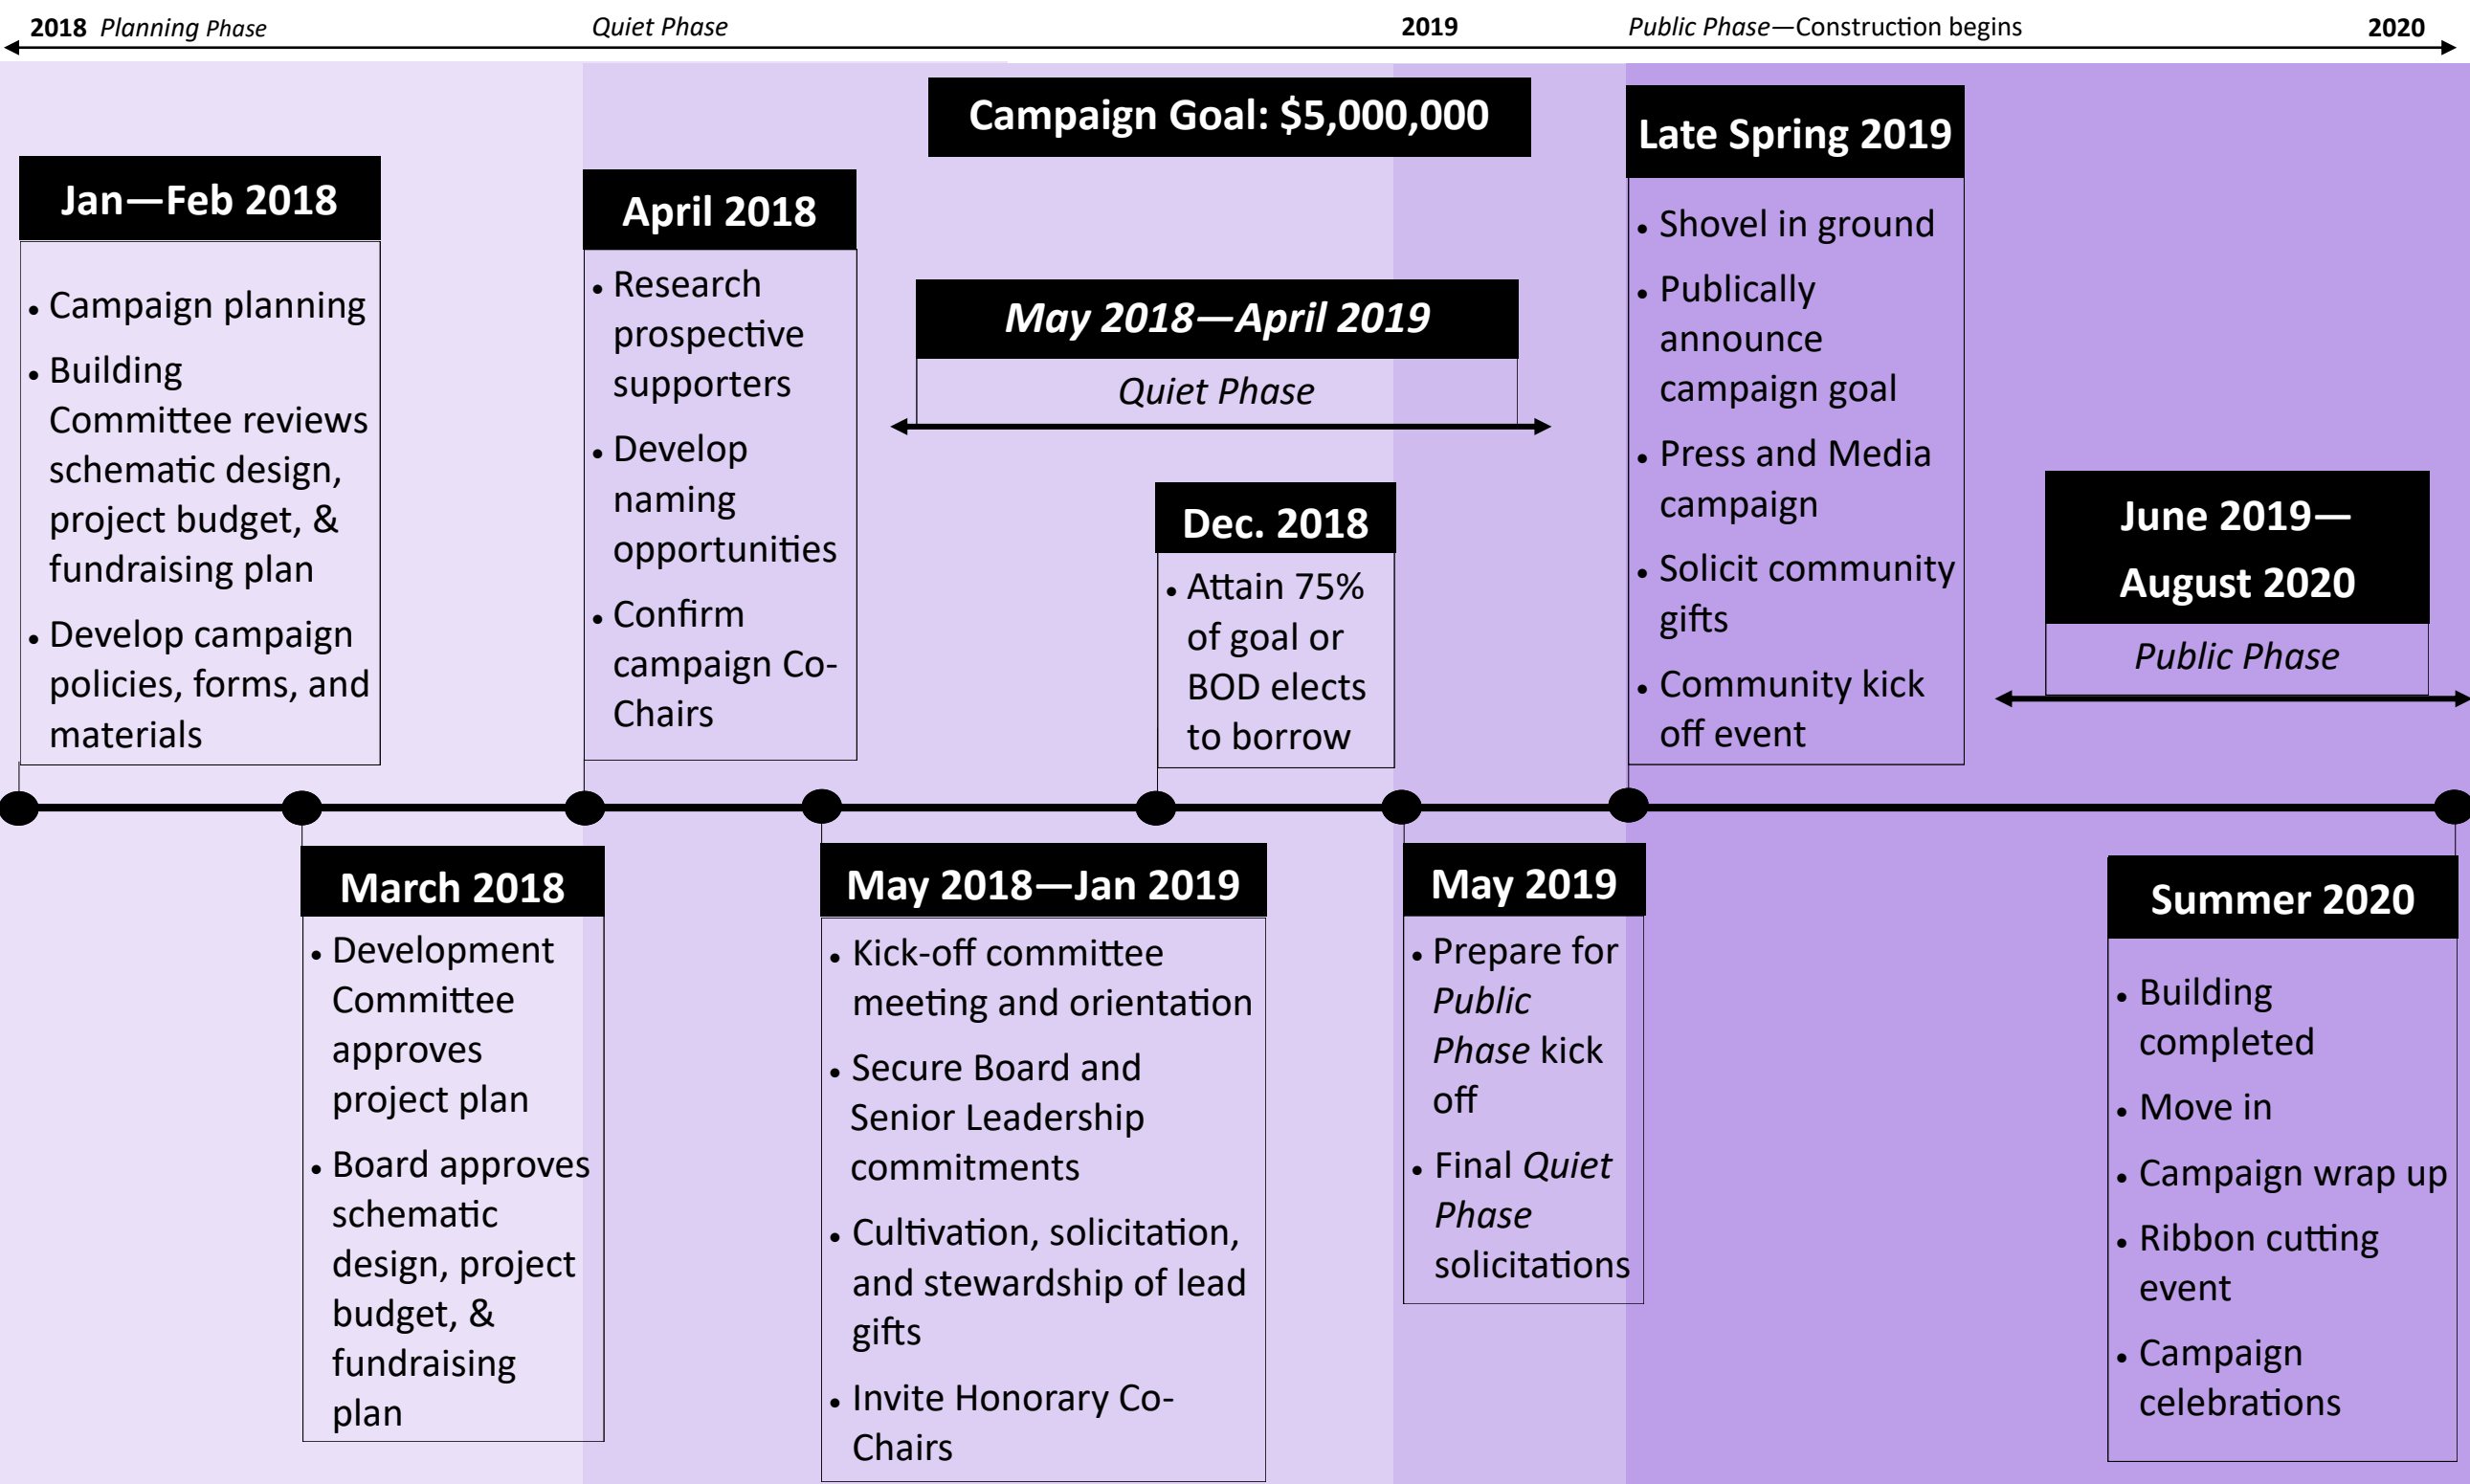 2018 Planning Phase
Quiet Phase
2019
Public Phase—Construction begins
2020
Campaign Goal: $5,000,000
Jan—Feb 2018
• Campaign planning
• Building
Committee reviews
schematic design,
project budget, &
fundraising plan
• Develop campaign
policies, forms, and
materials
March 2018
• Development
Committee
approves
project plan
• Board approves
schematic
design, project
budget, &
fundraising
plan
April 2018
• Research
prospective
supporters
• Develop
naming
opportunities
• Confirm
campaign Co-
Chairs
May 2018—April 2019
Quiet Phase
May 2018—Jan 2019
• Kick-off committee
meeting and orientation
• Secure Board and
Senior Leadership
commitments
• Cultivation, solicitation,
and stewardship of lead
gifts
• Invite Honorary Co-
Chairs
Dec. 2018
• Attain 75%
of goal or
BOD elects
to borrow
May 2019
• Prepare for
Public
Phase kick
off
• Final Quiet
Phase
solicitations
Late Spring 2019
• Shovel in ground
• Publically
announce
campaign goal
• Press and Media
campaign
• Solicit community
gifts
• Community kick
off event
June 2019—
August 2020
Public Phase
Summer 2020
• Building
completed
• Move in
• Campaign wrap up
• Ribbon cutting
event
• Campaign
celebrations